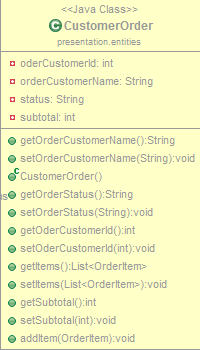 <<Java Class>>
CustomerOrder
presentation.entities
oderCustomerId: int
orderCustomerName: String
status: String
subtotal: int
getOrderCustomerName():String
setOrderCustomerName(String):void
CustomerOrder()
getOrderStatus():String
setOrderStatus(String):void
getOderCustomerId():int
setOderCustomerId(int):void
getItems():List<OrderItem>
setItems(List<OrderItem>):void
getSubtotal():int
setSubtotal(int):void
addItem(OrderItem):void